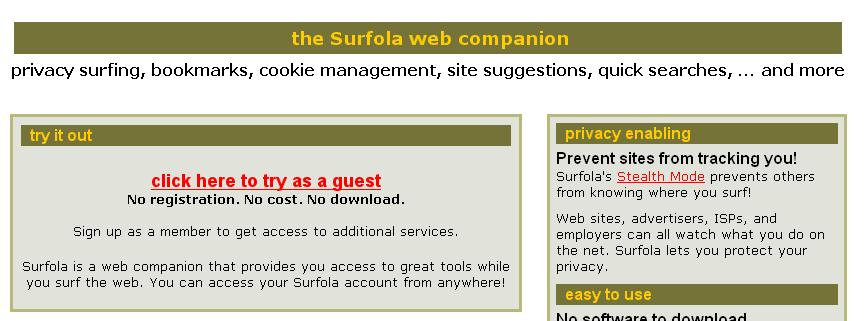 the Surfola web companion
privacy surfing, bookmarks, cookie management, site suggestions, quick searches, ... and more
try it out
click here to try as a guest
No registration. No cost. No download.
Sign up as a member to get access to additional services.
Surfola is a web companion that provides you access to great tools while
you surf the web. You can access your Surfola account from anywhere!
privacy enabling
Prevent sites from tracking you!
Surfola's Stealth Mode prevents others
from knowing where you surf!
Web sites, advertisers, ISPs, and
employers can all watch what you do on
the net. Surfola lets you protect your
privacy.
easy to use
No software to download